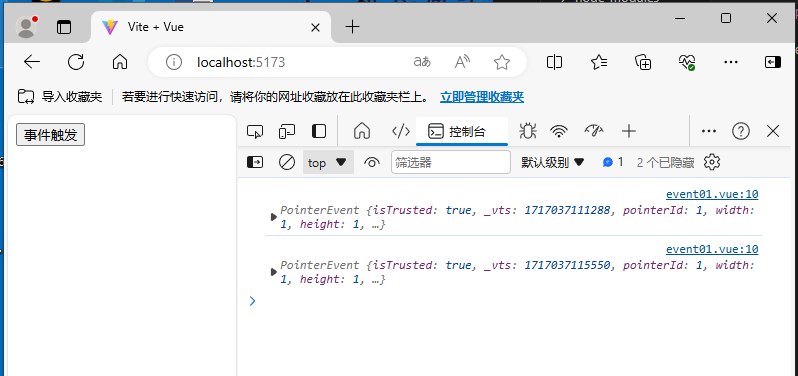 Vite + Vue
localhost:5173
导入收藏夹 若要进行快速访问，请将你的网址收藏放在此收藏夹栏上。 立即管理收藏夹
事件触发
控制台
top 筛选器 默认级别 1 2 个已隐藏
event01.vue:10
PointerEvent {isTrusted: true, _vts: 1717037111288, pointerId: 1, width:
1, height: 1, …}
event01.vue:10
PointerEvent {isTrusted: true, _vts: 1717037115550, pointerId: 1, width:
1, height: 1, …}